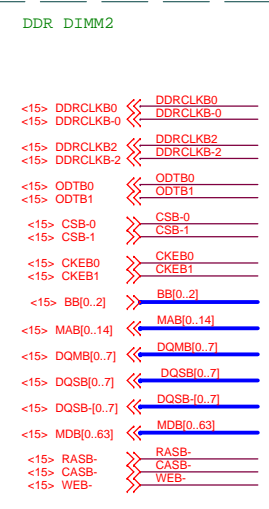 DDR DIMM2
<15> DDRCLKB0 DDRCLKB0
<15> DDRCLKB-0 DDRCLKB-0
<15> DDRCLKB2 DDRCLKB2
<15> DDRCLKB-2 DDRCLKB-2
<15> ODTB0 ODTB0
<15> ODTB1 ODTB1
<15> CSB-0 CSB-0
<15> CSB-1 CSB-1
<15> CKEB0 CKEB0
<15> CKEB1 CKEB1
<15> BB[0..2] BB[0..2]
<15> MAB[0..14] MAB[0..14]
<15> DQMB[0..7] DQMB[0..7]
<15> DQSB[0..7] DQSB[0..7]
<15> DQSB-[0..7] DQSB-[0..7]
<15> MDB[0..63] MDB[0..63]
<15> RASB- RASB-
<15> CASB- CASB-
<15> WEB- WEB-